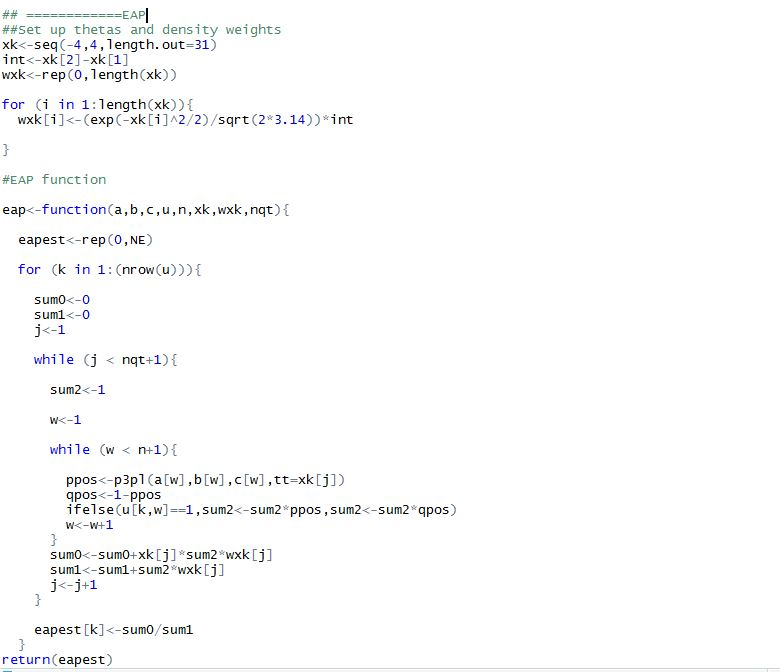 ## ============EAP
##Set up thetas and density weights
xk<-seq(-4,4,length.out=31)
int<-xk[2]-xk[1]
wxk<-rep(0,length(xk))
for (i in 1:length(xk)){
wxk[i]<-(exp(-xk[i]^2/2)/sqrt(2*3.14))*int
}
#EAP function
eap<-function(a,b,c,u,n,xk,wxk,nqt){
eapest<-rep(0,NE)
for (k in 1:(nrow(u))){
sum0<-0
sum1<-0
j<-1
while (j < nqt+1){
sum2<-1
w<-1
while (w < n+1){
ppos<-p3pl(a[w],b[w],c[w],tt=xk[j])
qpos<-1-ppos
ifelse(u[k,w]==1,sum2<-sum2*ppos,sum2<-sum2*qpos)
w<-w+1
}
sum0<-sum0+xk[j]*sum2*wxk[j]
sum1<-sum1+sum2*wxk[j]
j<-j+1
}
eapest[k]<-sum0/sum1
}
return(eapest)